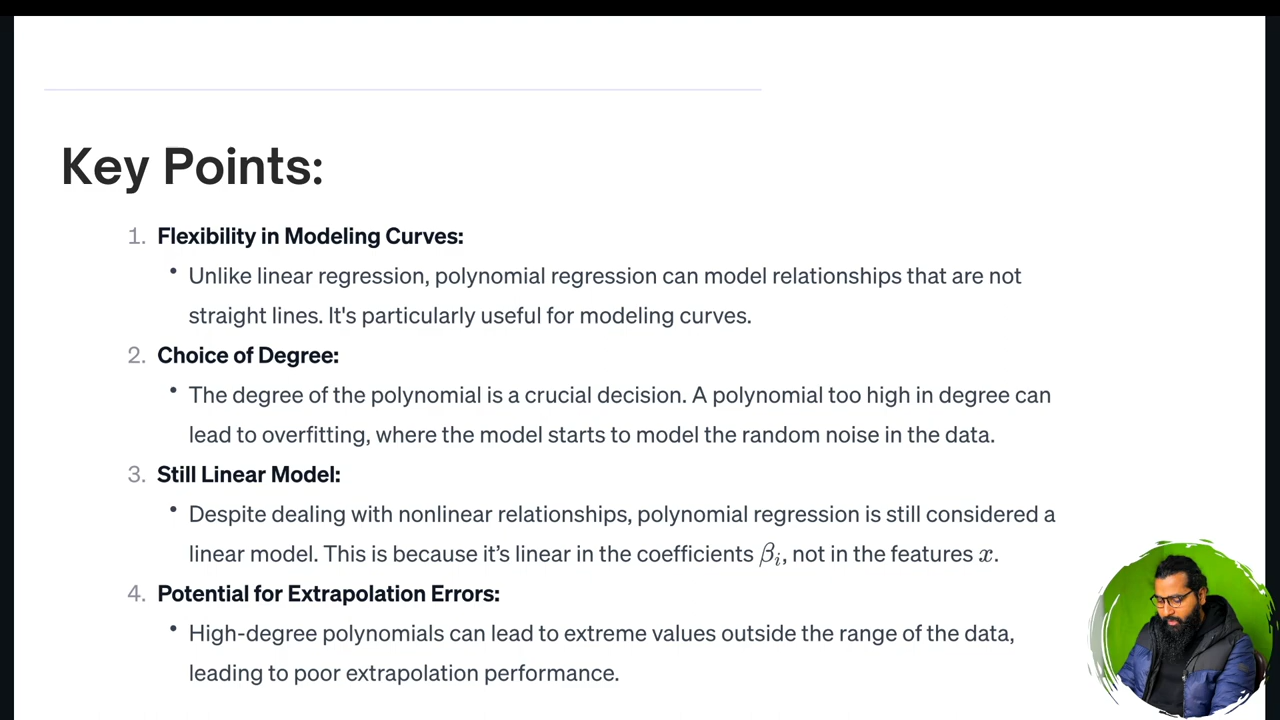 Key Points:
1. Flexibility in Modeling Curves:
• Unlike linear regression, polynomial regression can model relationships that are not
straight lines. It's particularly useful for modeling curves.
2. Choice of Degree:
• The degree of the polynomial is a crucial decision. A polynomial too high in degree can
lead to overfitting, where the model starts to model the random noise in the data.
3. Still Linear Model:
• Despite dealing with nonlinear relationships, polynomial regression is still considered a
linear model. This is because it’s linear in the coefficients βᵢ, not in the features x.
4. Potential for Extrapolation Errors:
• High-degree polynomials can lead to extreme values outside the range of the data,
leading to poor extrapolation performance.